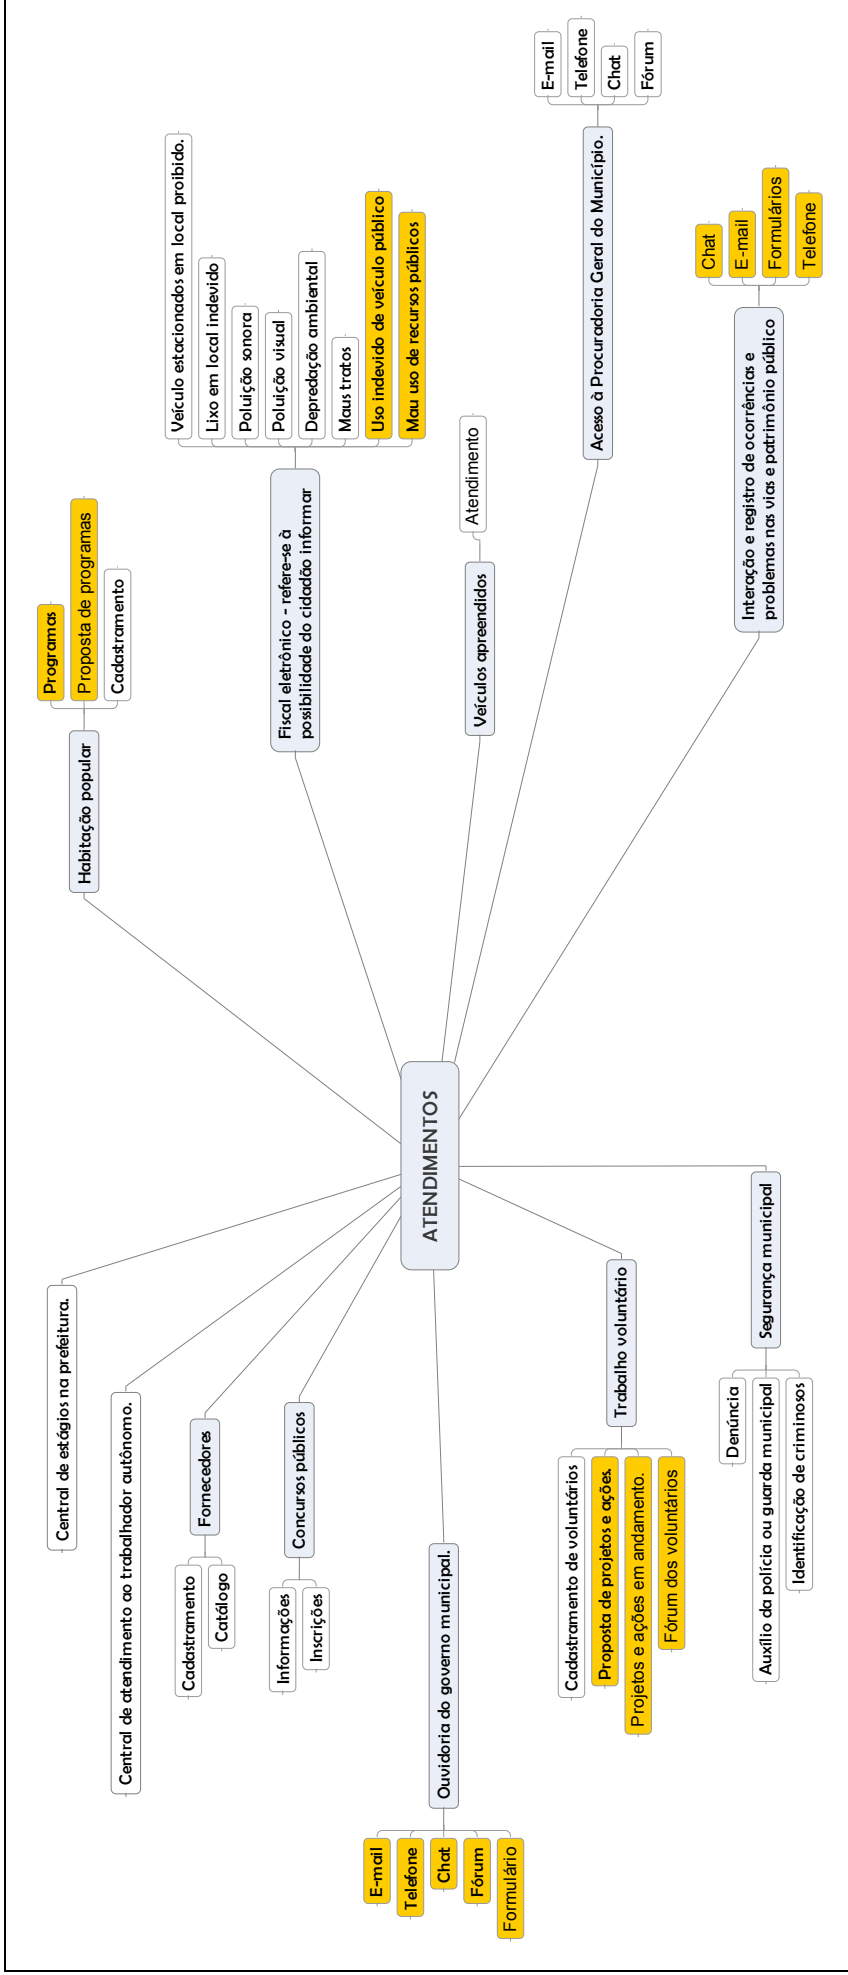 ATENDIMENTOS
Habitação popular
Programas
Proposta de programas
Cadastramento
Fiscal eletrônico - refere-se à
possibilidade do cidadão informar
Veículo estacionados em local proibido.
Lixo em local indevido
Poluição sonora
Poluição visual
Depredação ambiental
Maus tratos
Uso indevido de veículo público
Mau uso de recursos públicos
Veículos apreendidos
Atendimento
Acesso à Procuradoria Geral do Município.
E-mail
Telefone
Chat
Fórum
Interação e registro de ocorrências e
problemas nas vias e patrimônio público
Chat
E-mail
Formulários
Telefone
Central de estágios na prefeitura.
Central de atendimento ao trabalhador autônomo.
Fornecedores
Cadastramento
Catálogo
Concursos públicos
Informações
Inscrições
Ouvidoria do governo municipal.
E-mail
Telefone
Chat
Fórum
Formulário
Trabalho voluntário
Cadastramento de voluntários
Proposta de projetos e ações.
Projetos e ações em andamento.
Fórum dos voluntários
Segurança municipal
Denúncia
Auxílio da polícia ou guarda municipal
Identificação de criminosos